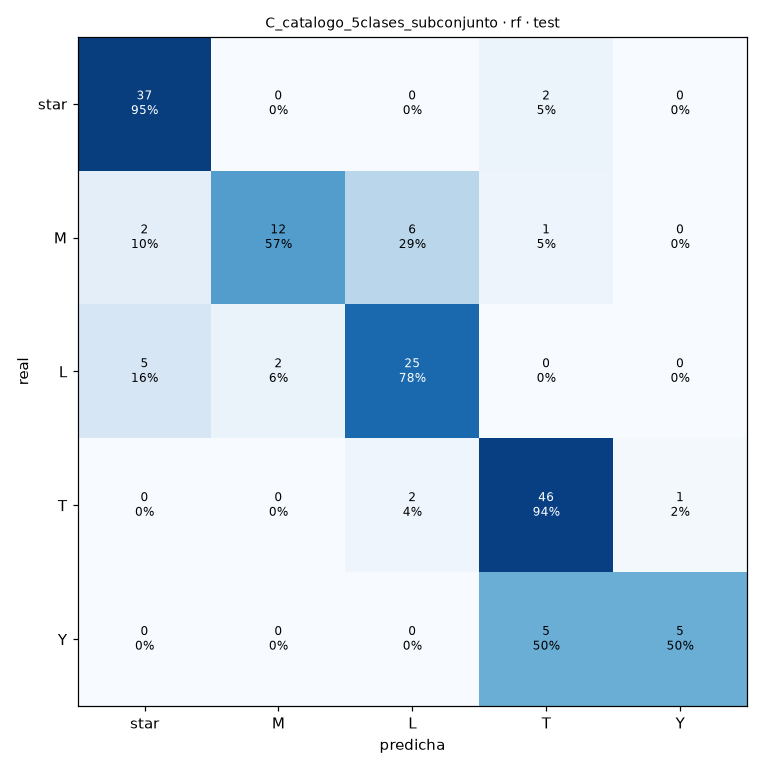 C_catalogo_5clases_subconjunto · rf · test
star
37 0 0 2 0
95% 0% 0% 5% 0%
M
2 12 6 1 0
10% 57% 29% 5% 0%
real
L
5 2 25 0 0
16% 6% 78% 0% 0%
T
0 0 2 46 1
0% 0% 4% 94% 2%
Y
0 0 0 5 5
0% 0% 0% 50% 50%
star M L T Y
predicha